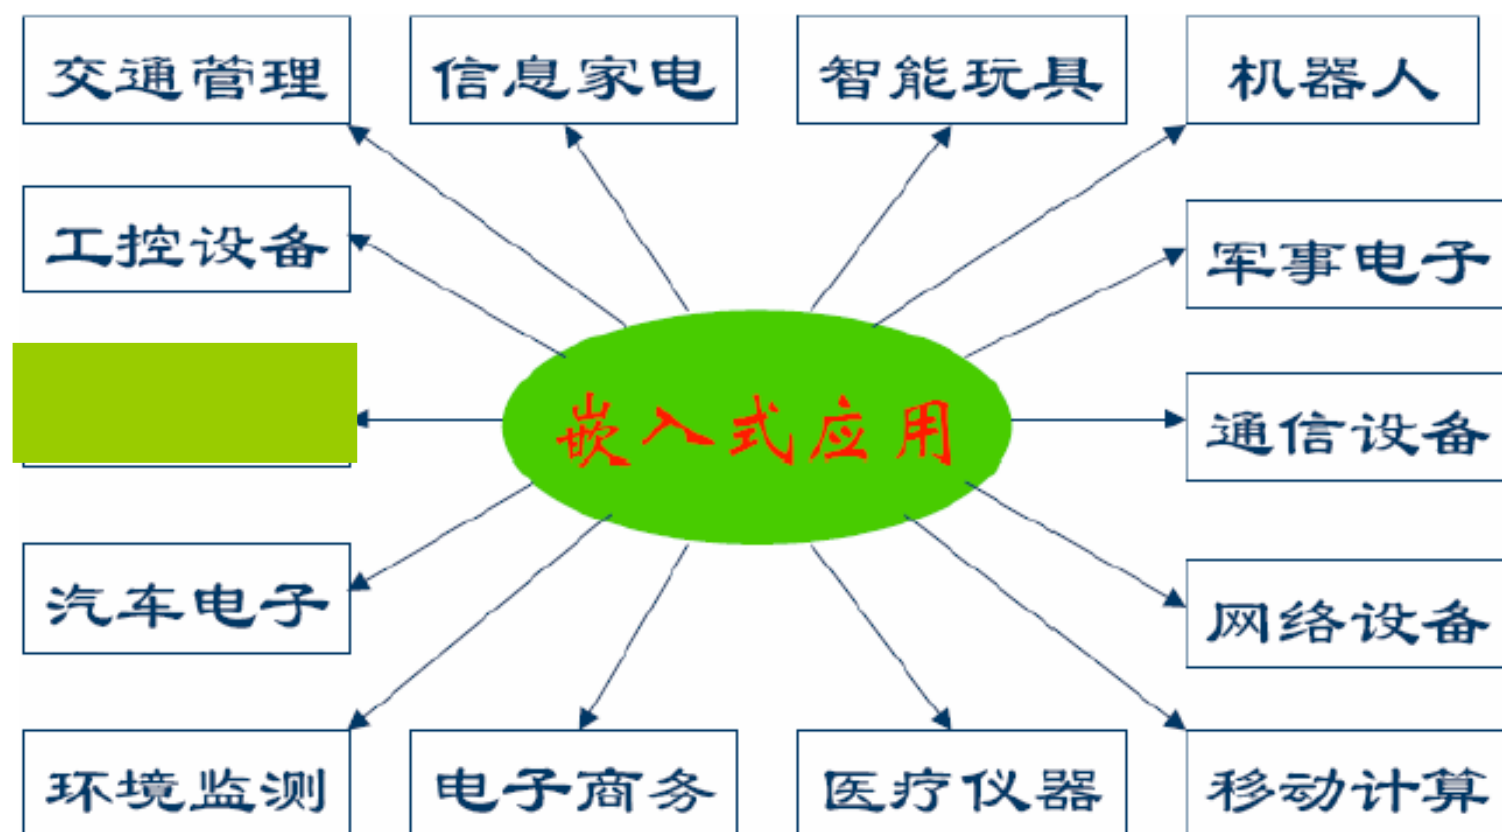 交通管理
信息家电
智能玩具
机器人
工控设备
军事电子
嵌入式应用
通信设备
汽车电子
网络设备
环境监测
电子商务
医疗仪器
移动计算